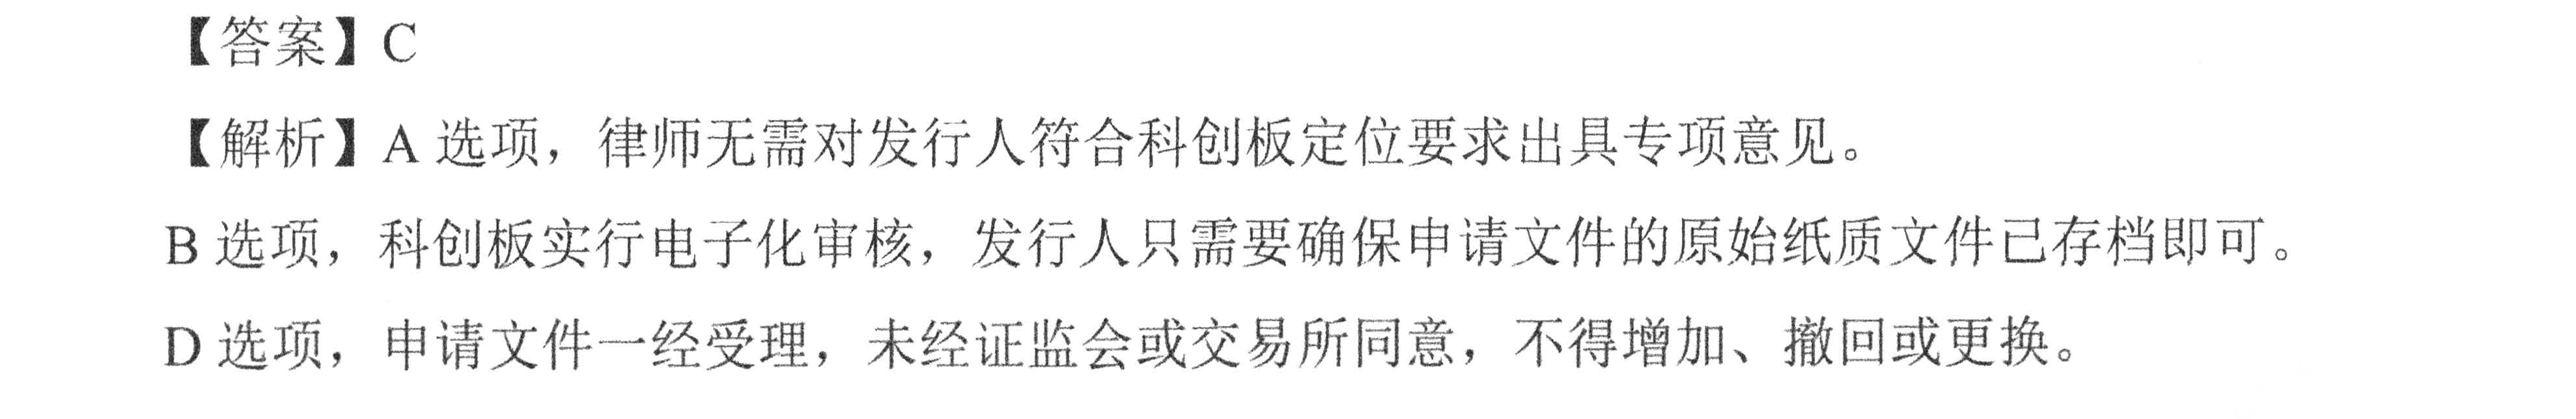 【答案】C
【解析】A 选项，律师无需对发行人符合科创板定位要求出具专项意见。
B 选项，科创板实行电子化审核，发行人只需要确保申请文件的原始纸质文件已存档即可。
D 选项，申请文件一经受理，未经证监会或交易所同意，不得增加、撤回或更换。